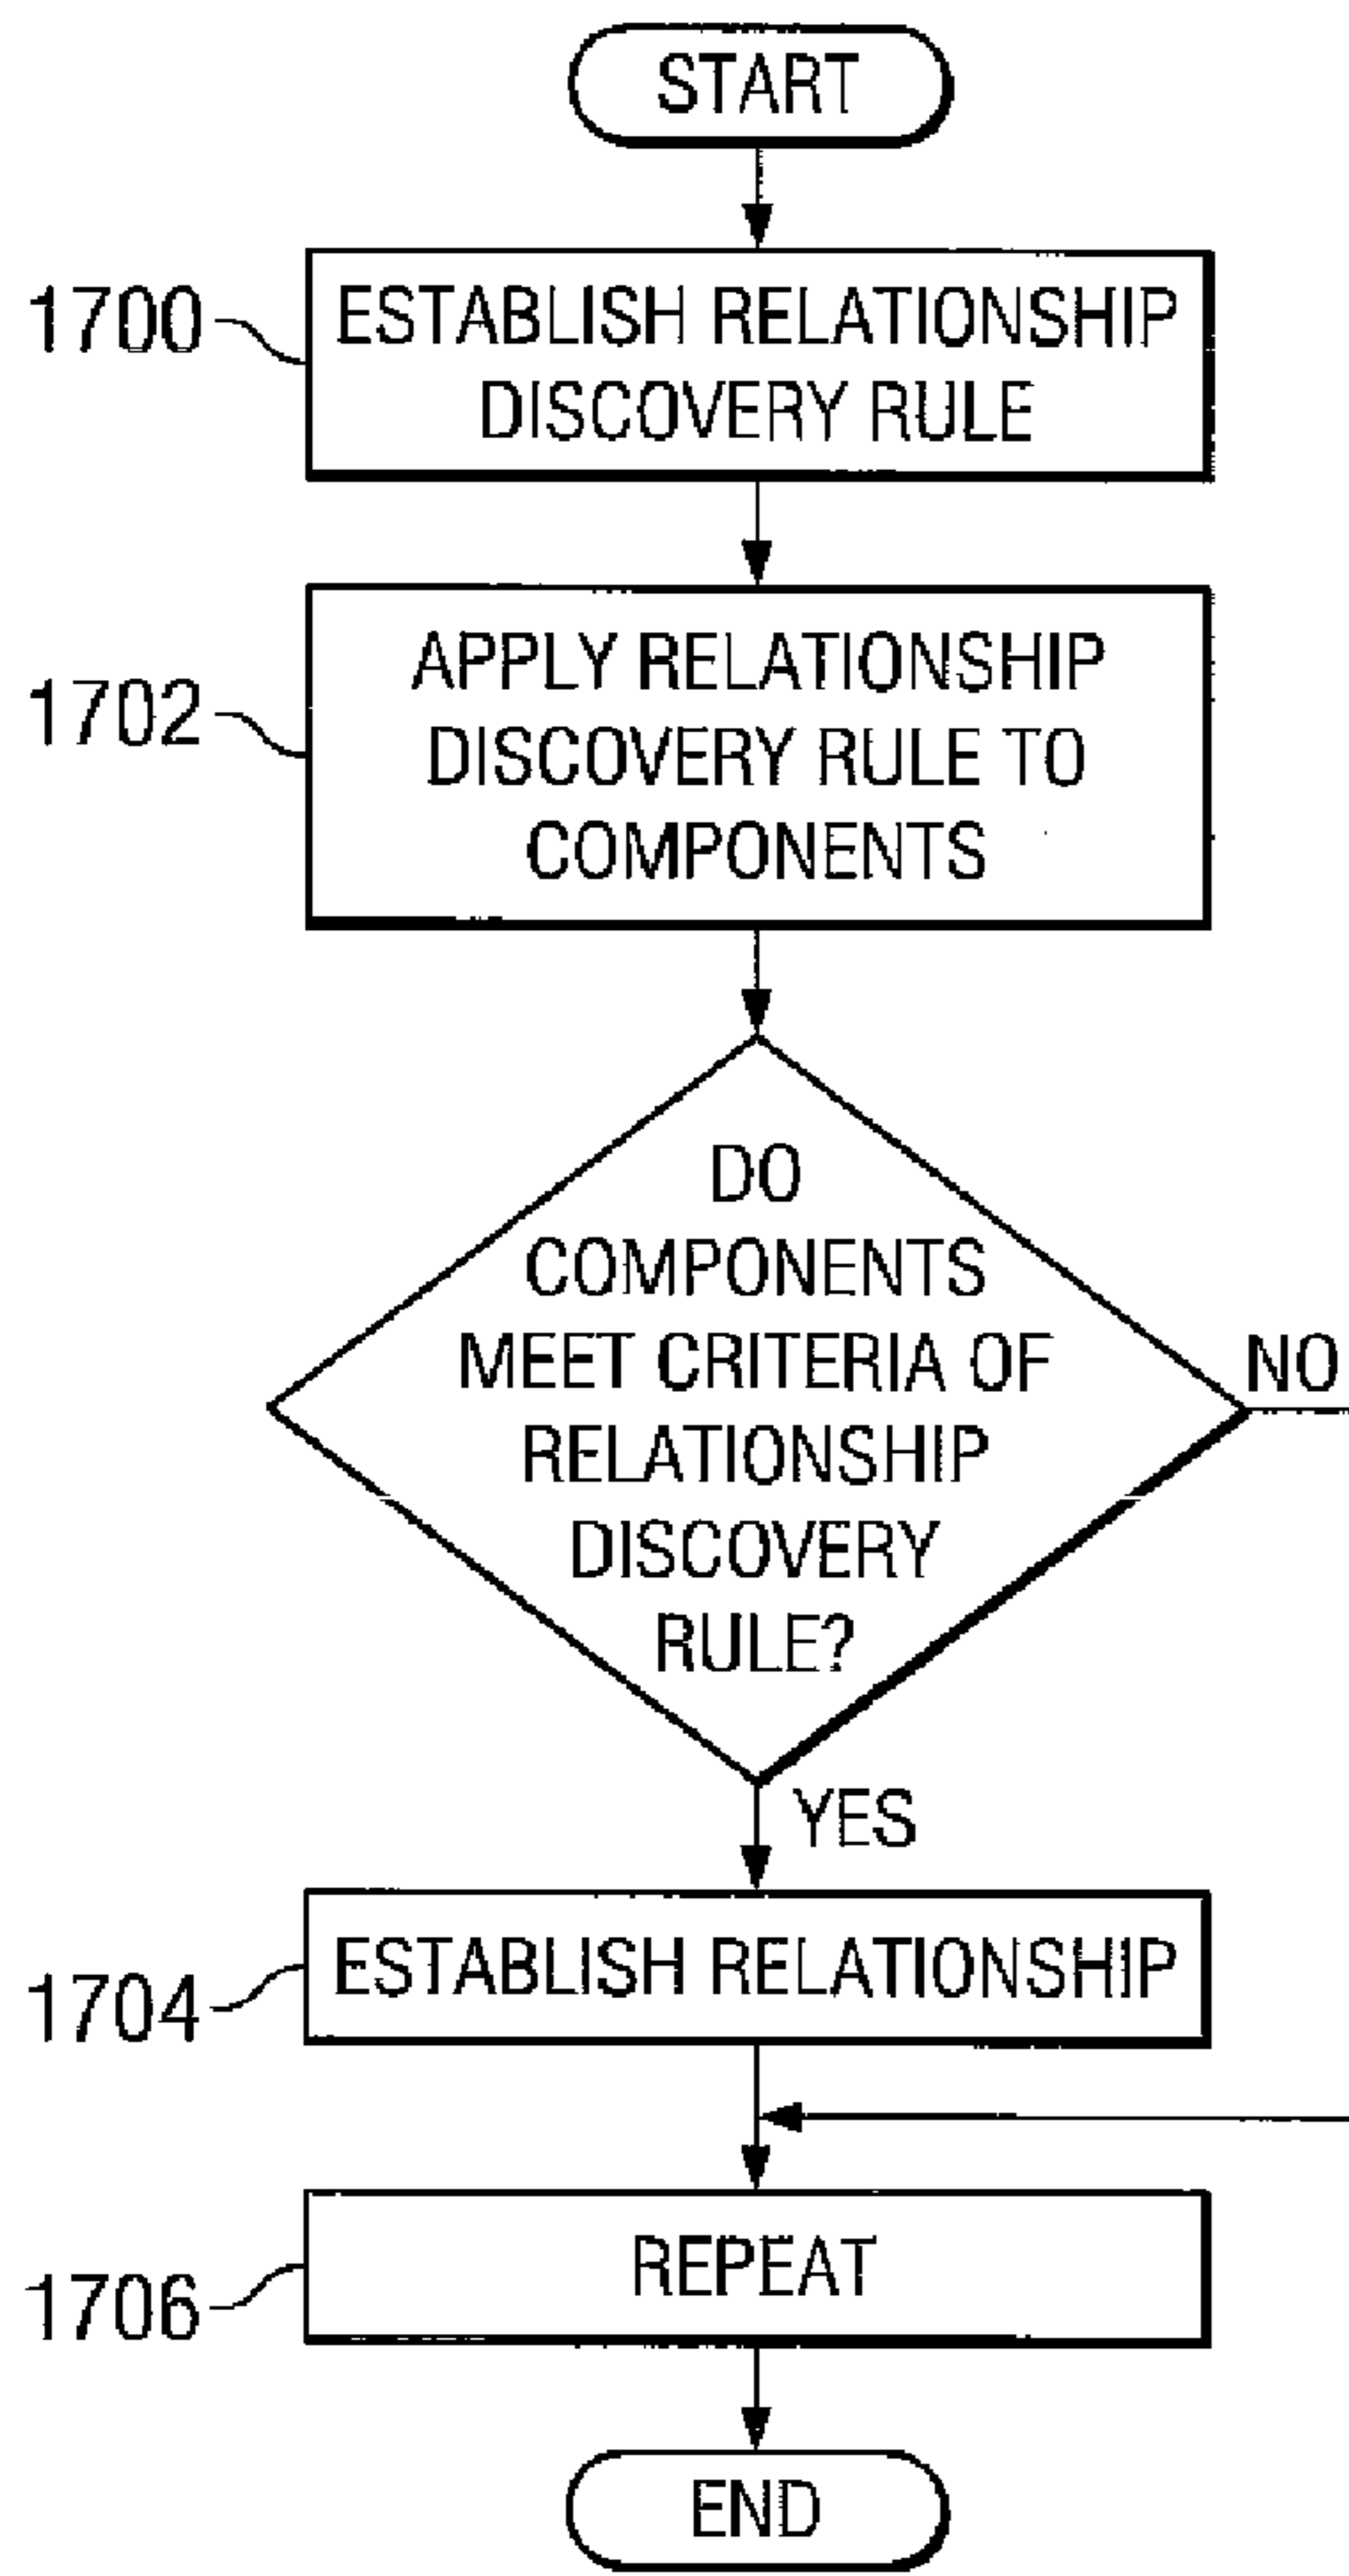 START
1700
ESTABLISH RELATIONSHIP
DISCOVERY RULE
1702
APPLY RELATIONSHIP
DISCOVERY RULE TO
COMPONENTS
DO
COMPONENTS
MEET CRITERIA OF
RELATIONSHIP
DISCOVERY
RULE?
NO
YES
1704
ESTABLISH RELATIONSHIP
1706
REPEAT
END